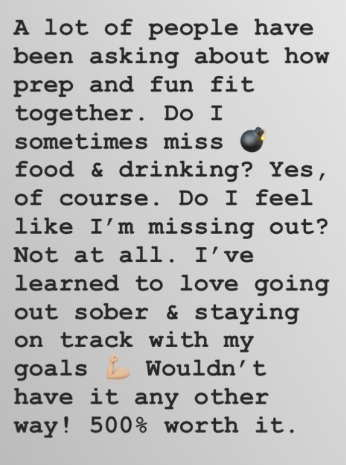 A lot of people have
been asking about how
prep and fun fit
together. Do I
sometimes miss 💣
food & drinking? Yes,
of course. Do I feel
like I’m missing out?
Not at all. I’ve
learned to love going
out sober & staying
on track with my
goals 💪🏼 Wouldn’t
have it any other
way! 500% worth it.